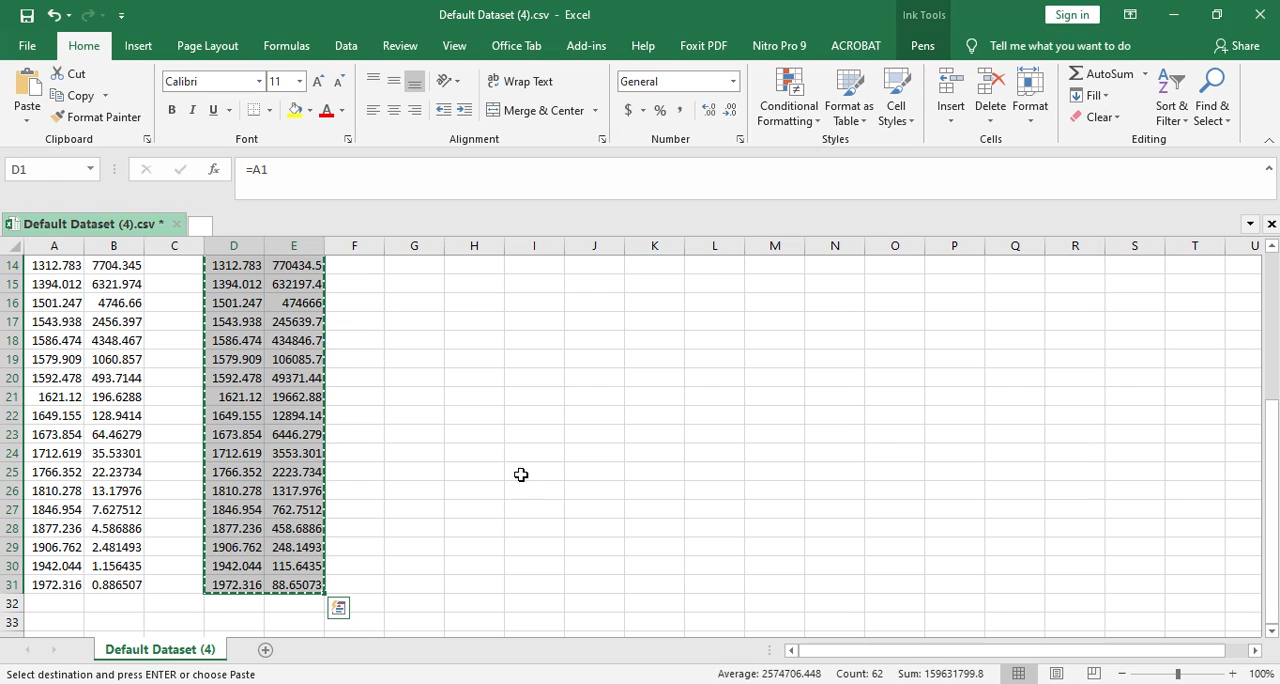 Default Dataset (4).csv - Excel
Ink Tools
Sign in
File Home Insert Page Layout Formulas Data Review View Office Tab Add-ins Help Foxit PDF Nitro Pro 9 ACROBAT Pens Tell me what you want to do Share
Paste
Cut
Copy
Format Painter
Clipboard
Calibri 11
B I U
Font
Wrap Text
Merge & Center
Alignment
General
$ % ,
Number
Conditional Formatting
Format as Table
Cell Styles
Styles
Insert Delete Format
Cells
AutoSum
Fill
Clear
Sort & Filter
Find & Select
Editing
D1 fx =A1
Default Dataset (4).csv *
A B C D E F G H I J K L M N O P Q R S T U
14 1312.783 7704.345 1312.783 770434.5
15 1394.012 6321.974 1394.012 632197.4
16 1501.247 4746.66 1501.247 474666
17 1543.938 2456.397 1543.938 245639.7
18 1586.474 4348.467 1586.474 434846.7
19 1579.909 1060.857 1579.909 106085.7
20 1592.478 493.7144 1592.478 49371.44
21 1621.12 196.6288 1621.12 19662.88
22 1649.155 128.9414 1649.155 12894.14
23 1673.854 64.46279 1673.854 6446.279
24 1712.619 35.53301 1712.619 3553.301
25 1766.352 22.23734 1766.352 2223.734
26 1810.278 13.17976 1810.278 1317.976
27 1846.954 7.627512 1846.954 762.7512
28 1877.236 4.586886 1877.236 458.6886
29 1906.762 2.481493 1906.762 248.1493
30 1942.044 1.156435 1942.044 115.6435
31 1972.316 0.886507 1972.316 88.65073
32
33
Default Dataset (4)
Select destination and press ENTER or choose Paste Average: 2574706.448 Count: 62 Sum: 159631799.8 100%